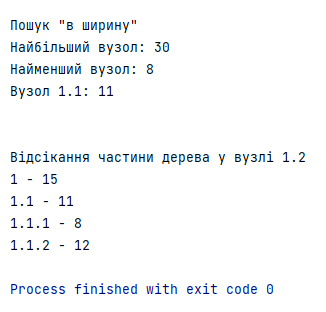 Пошук "в ширину"
Найбільший вузол: 30
Найменший вузол: 8
Вузол 1.1: 11
Відсікання частини дерева у вузлі 1.2
1 - 15
1.1 - 11
1.1.1 - 8
1.1.2 - 12
Process finished with exit code 0